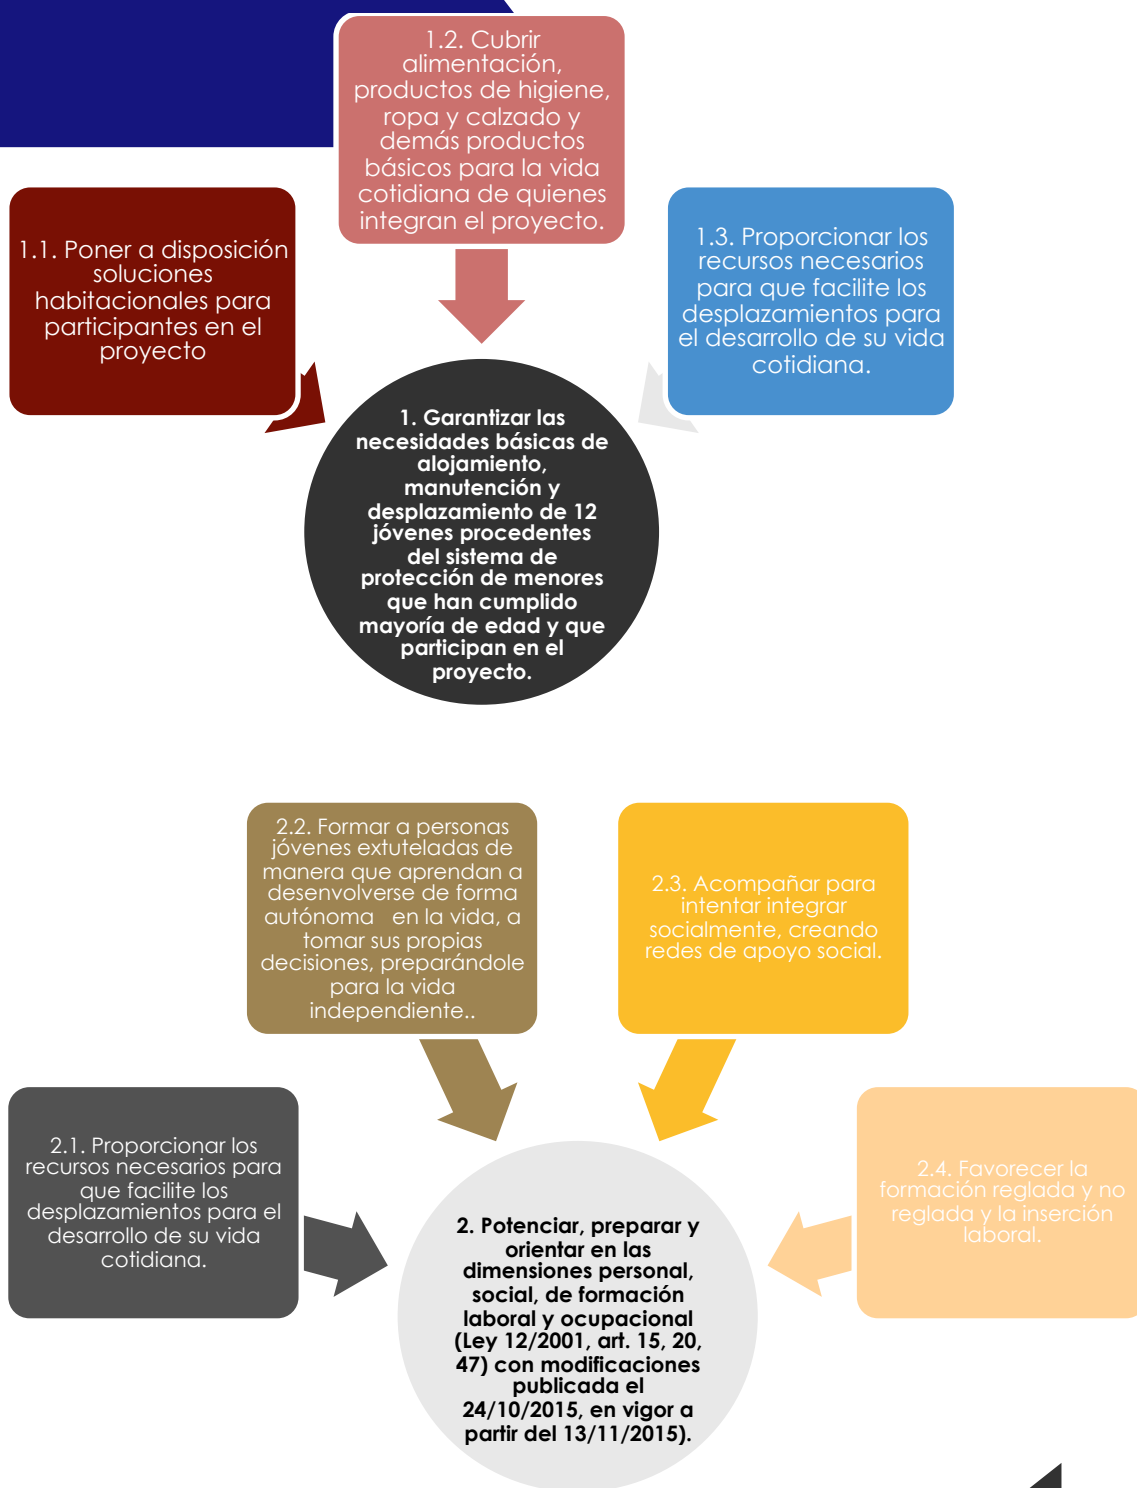 1.2. Cubrir
alimentación,
productos de higiene,
ropa y calzado y
demás productos
básicos para la vida
cotidiana de quienes
integran el proyecto.
1.1. Poner a disposición
soluciones
habitacionales para
participantes en el
proyecto
1.3. Proporcionar los
recursos necesarios
para que facilite los
desplazamientos para
el desarrollo de su vida
cotidiana.
1. Garantizar las
necesidades básicas de
alojamiento,
manutención y
desplazamiento de 12
jóvenes procedentes
del sistema de
protección de menores
que han cumplido
mayoría de edad y que
participan en el
proyecto.
2.2. Formar a personas
jóvenes extuteladas de
manera que aprendan a
desenvolverse de forma
autónoma en la vida, a
tomar sus propias
decisiones, preparándole
para la vida
independiente..
2.3. Acompañar para
intentar integrar
socialmente, creando
redes de apoyo social.
2.1. Proporcionar los
recursos necesarios para
que facilite los
desplazamientos para el
desarrollo de su vida
cotidiana.
2.4. Favorecer la
formación reglada y no
reglada y la inserción
laboral.
2. Potenciar, preparar y
orientar en las
dimensiones personal,
social, de formación
laboral y ocupacional
(Ley 12/2001, art. 15, 20,
47) con modificaciones
publicada el
24/10/2015, en vigor a
partir del 13/11/2015).